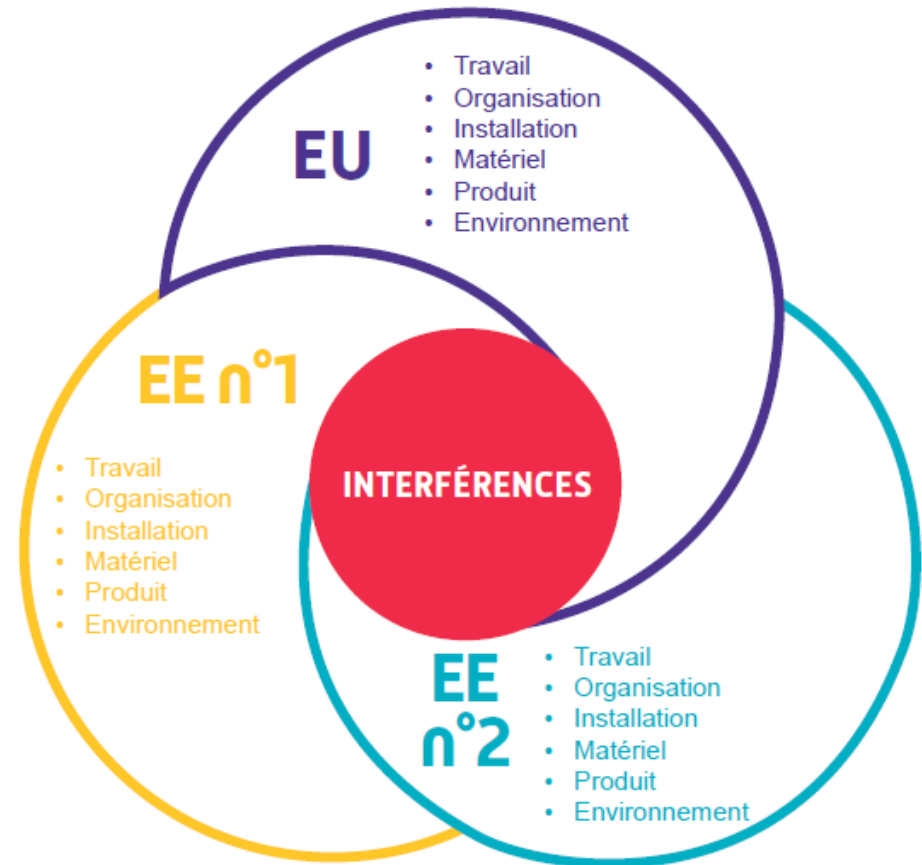 EU
• Travail
• Organisation
• Installation
• Matériel
• Produit
• Environnement
EE n°1
• Travail
• Organisation
• Installation
• Matériel
• Produit
• Environnement
INTERFÉRENCES
EE
n°2
• Travail
• Organisation
• Installation
• Matériel
• Produit
• Environnement